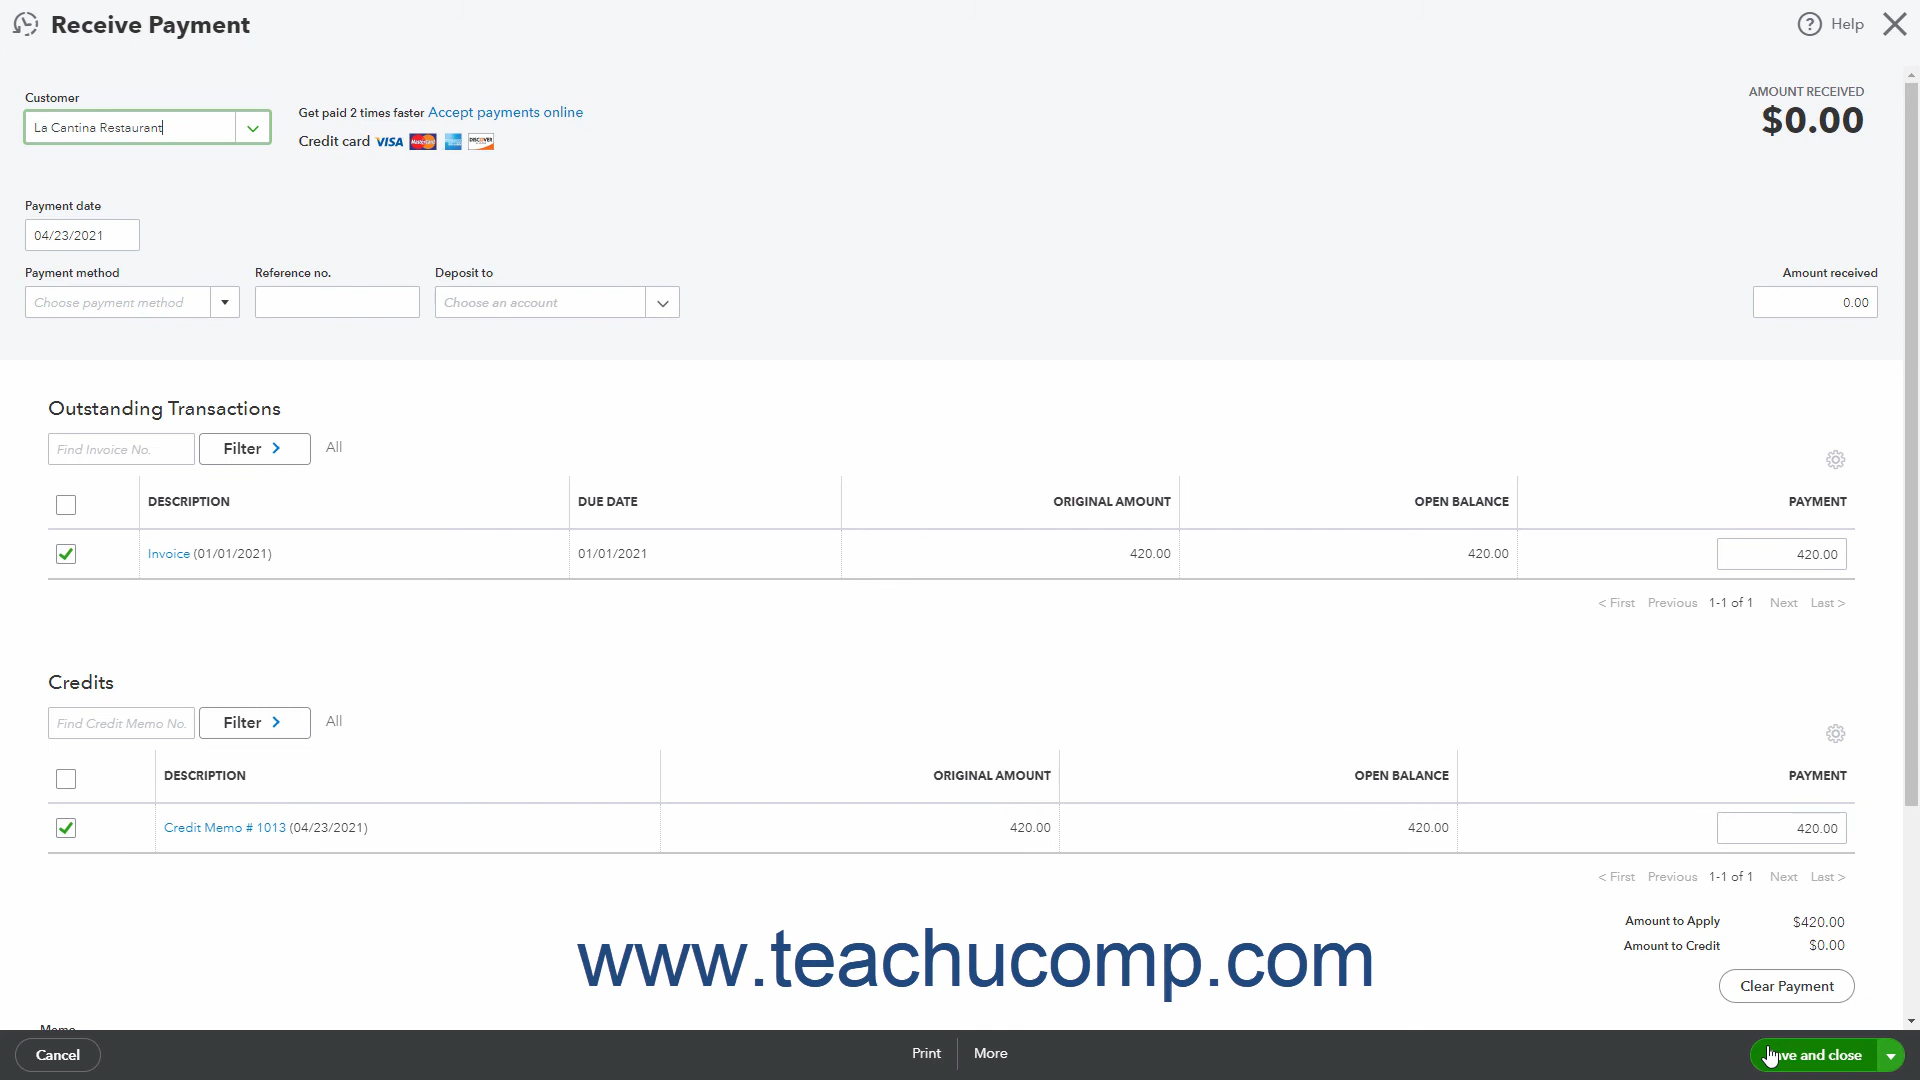 Receive Payment
Help
Customer
La Cantina Restaurant
Get paid 2 times faster Accept payments online
Credit card VISA MasterCard DISCOVER
AMOUNT RECEIVED
$0.00
Payment date
04/23/2021
Payment method
Reference no.
Deposit to
Amount received
Choose payment method
Choose an account
0.00
Outstanding Transactions
Find Invoice No. Filter > All
DESCRIPTION DUE DATE ORIGINAL AMOUNT OPEN BALANCE PAYMENT
Invoice (01/01/2021) 01/01/2021 420.00 420.00 420.00
< First Previous 1-1 of 1 Next Last >
Credits
Find Credit Memo No. Filter > All
DESCRIPTION ORIGINAL AMOUNT OPEN BALANCE PAYMENT
Credit Memo # 1013 (04/23/2021) 420.00 420.00 420.00
< First Previous 1-1 of 1 Next Last >
Amount to Apply $420.00
Amount to Credit $0.00
www.teachucomp.com
Clear Payment
Memo
Cancel Print More ve and close